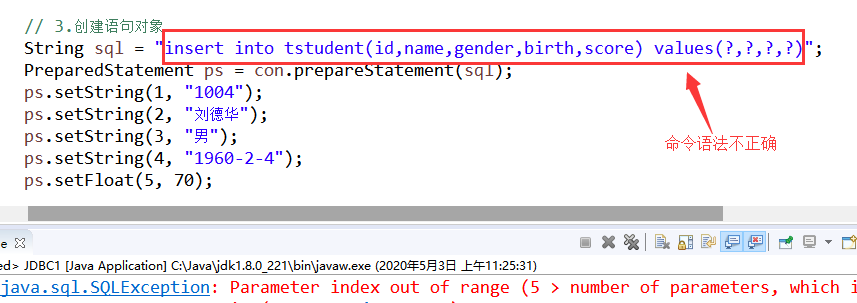 // 3.创建语句对象
String sql = "insert into tstudent(id,name,gender,birth,score) values(?,?,?,?)";
PreparedStatement ps = con.prepareStatement(sql);
ps.setString(1, "1004");
ps.setString(2, "刘德华");
ps.setString(3, "男");
ps.setString(4, "1960-2-4");
ps.setFloat(5, 70);
命令语法不正确
e
ed> JDBC1 [Java Application] C:\Java\jdk1.8.0_221\bin\javaw.exe (2020年5月3日 上午11:25:31)
java.sql.SQLException: Parameter index out of range (5 > number of parameters, which i